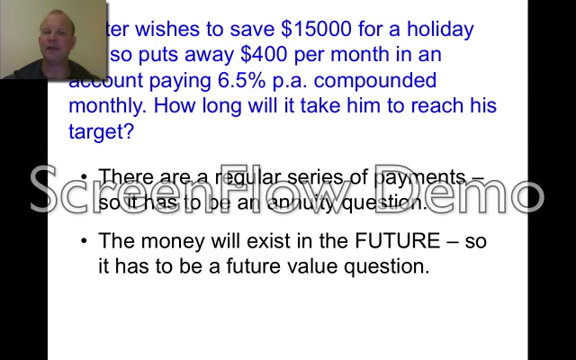 ter wishes to save $15000 for a holiday
so puts away $400 per month in an
account paying 6.5% p.a. compounded
monthly. How long will it take him to reach his
target?
• There are a regular series of payments –
so it has to be an annuity question.
ScreenFlow Demo
• The money will exist in the FUTURE – so
it has to be a future value question.